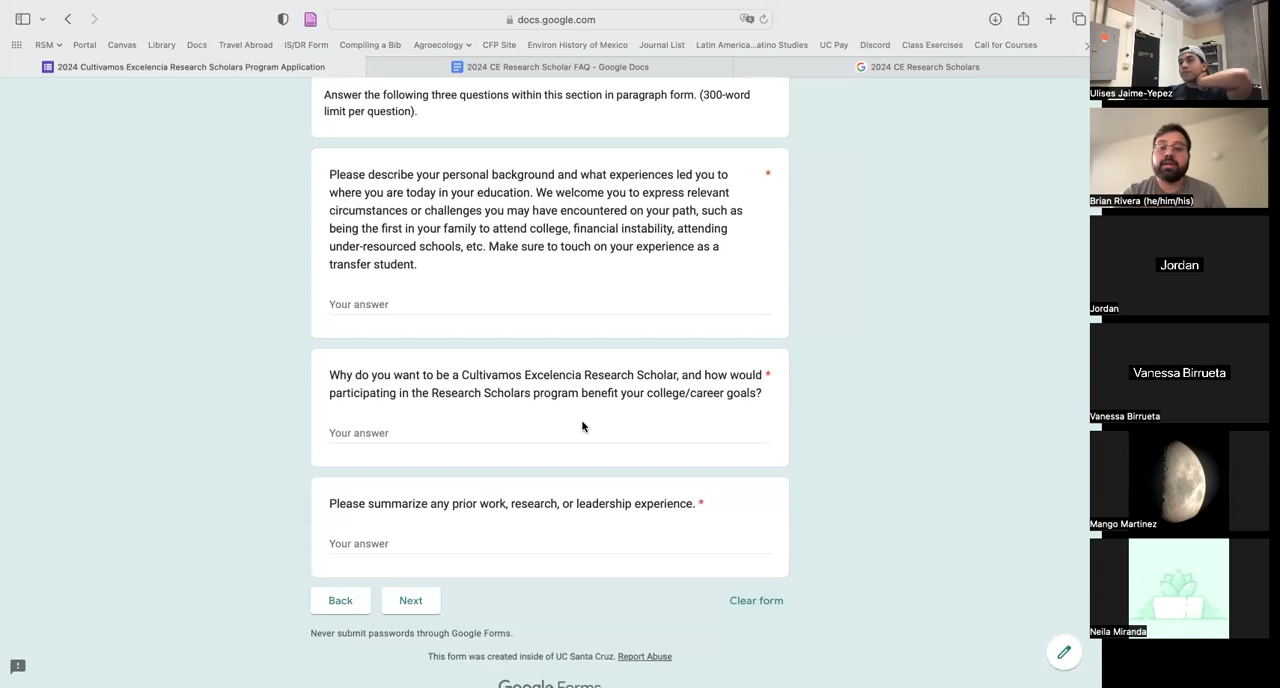 docs.google.com
RSM
Portal
Canvas
Library
Docs
Travel Abroad
IS/DR Form
Compiling a Bib
Agroecology
CFP Site
Environ History of Mexico
Journal List
Latin America...atino Studies
UC Pay
Discord
Class Exercises
Call for Courses
2024 Cultivamos Excelencia Research Scholars Program Application
2024 CE Research Scholar FAQ - Google Docs
2024 CE Research Scholars
Answer the following three questions within this section in paragraph form. (300-word
limit per question).
Please describe your personal background and what experiences led you to *
where you are today in your education. We welcome you to express relevant
circumstances or challenges you may have encountered on your path, such as
being the first in your family to attend college, financial instability, attending
under-resourced schools, etc. Make sure to touch on your experience as a
transfer student.
Your answer
Why do you want to be a Cultivamos Excelencia Research Scholar, and how would *
participating in the Research Scholars program benefit your college/career goals?
Your answer
Please summarize any prior work, research, or leadership experience. *
Your answer
Back
Next
Clear form
Never submit passwords through Google Forms.
This form was created inside of UC Santa Cruz. Report Abuse
Google Forms
Ulises Jaime-Yepez
Brian Rivera (he/him/his)
Jordan
Jordan
Vanessa Birrueta
Vanessa Birrueta
Mango Martinez
Neila Miranda